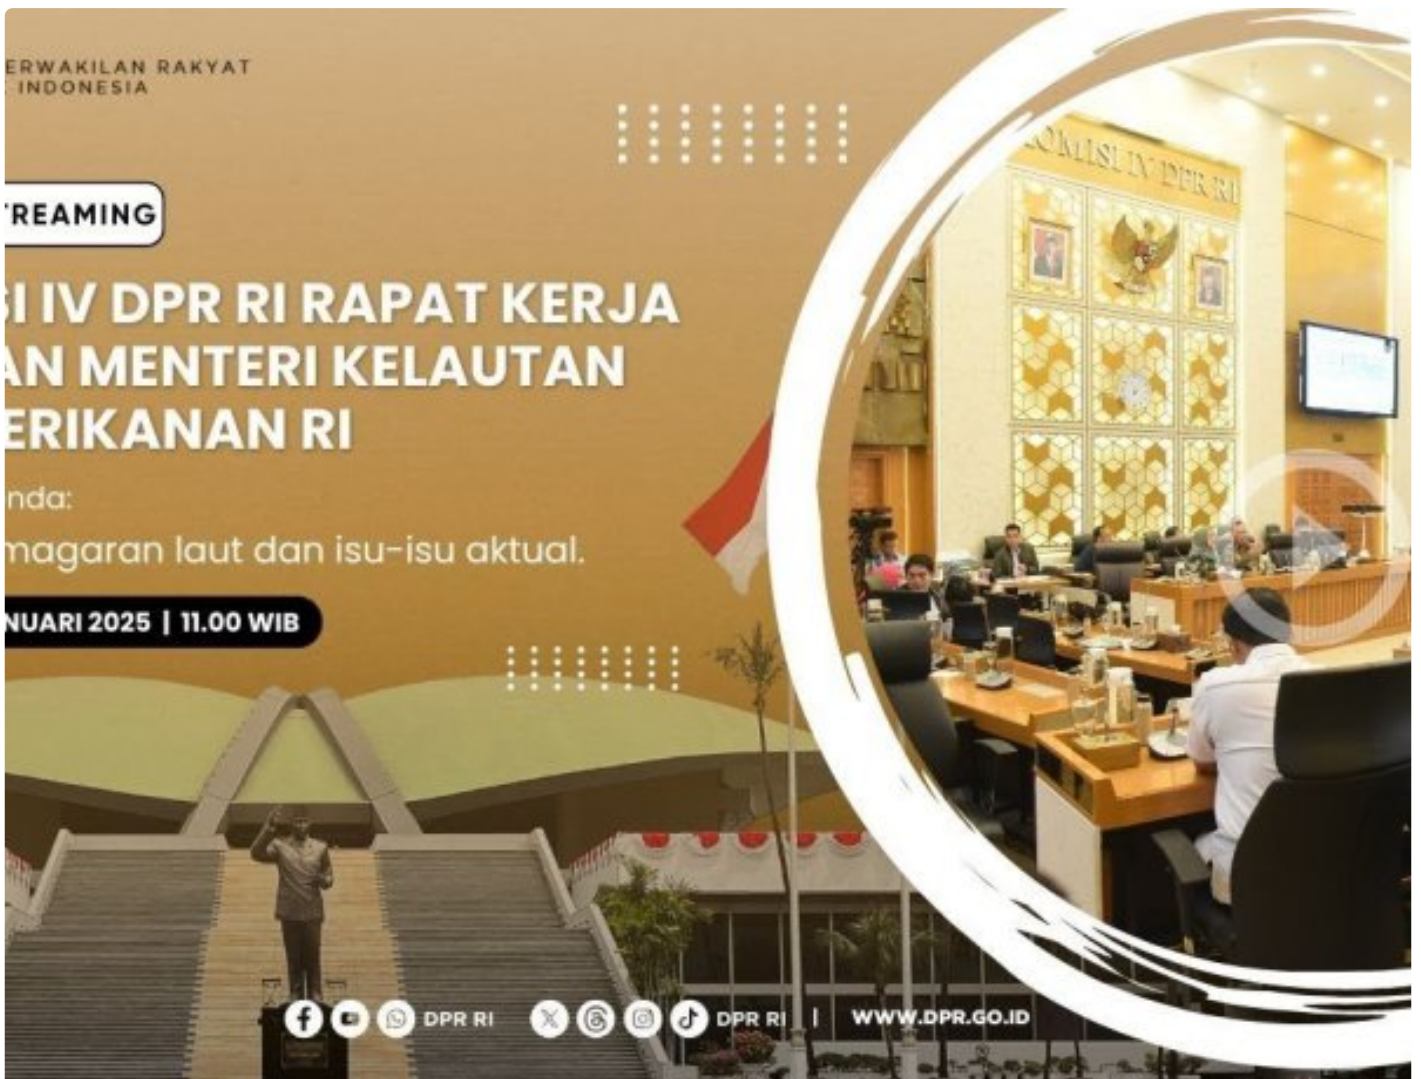 ERWAKILAN RAKYAT
INDONESIA
TREAMING
SI IV DPR RI RAPAT KERJA
AN MENTERI KELAUTAN
ERIKANAN RI
nda:
magaran laut dan isu-isu aktual.
NUARI 2025 | 11.00 WIB
KOMISI IV DPR RI
DPR RI
DPR RI | WWW.DPR.GO.ID